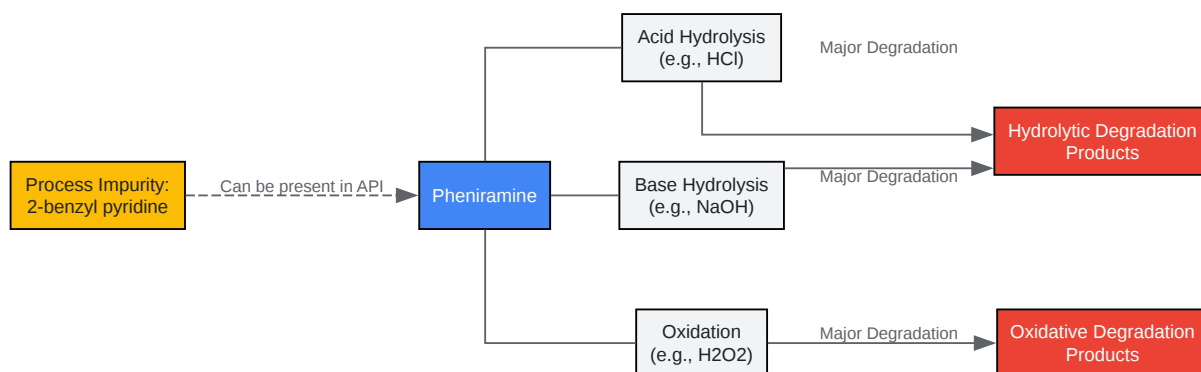 Acid Hydrolysis
(e.g., HCl)
Major Degradation
Hydrolytic Degradation
Products
Process Impurity:
2-benzyl pyridine
Can be present in API
Pheniramine
Base Hydrolysis
(e.g., NaOH)
Major Degradation
Oxidation
(e.g., H2O2)
Major Degradation
Oxidative Degradation
Products